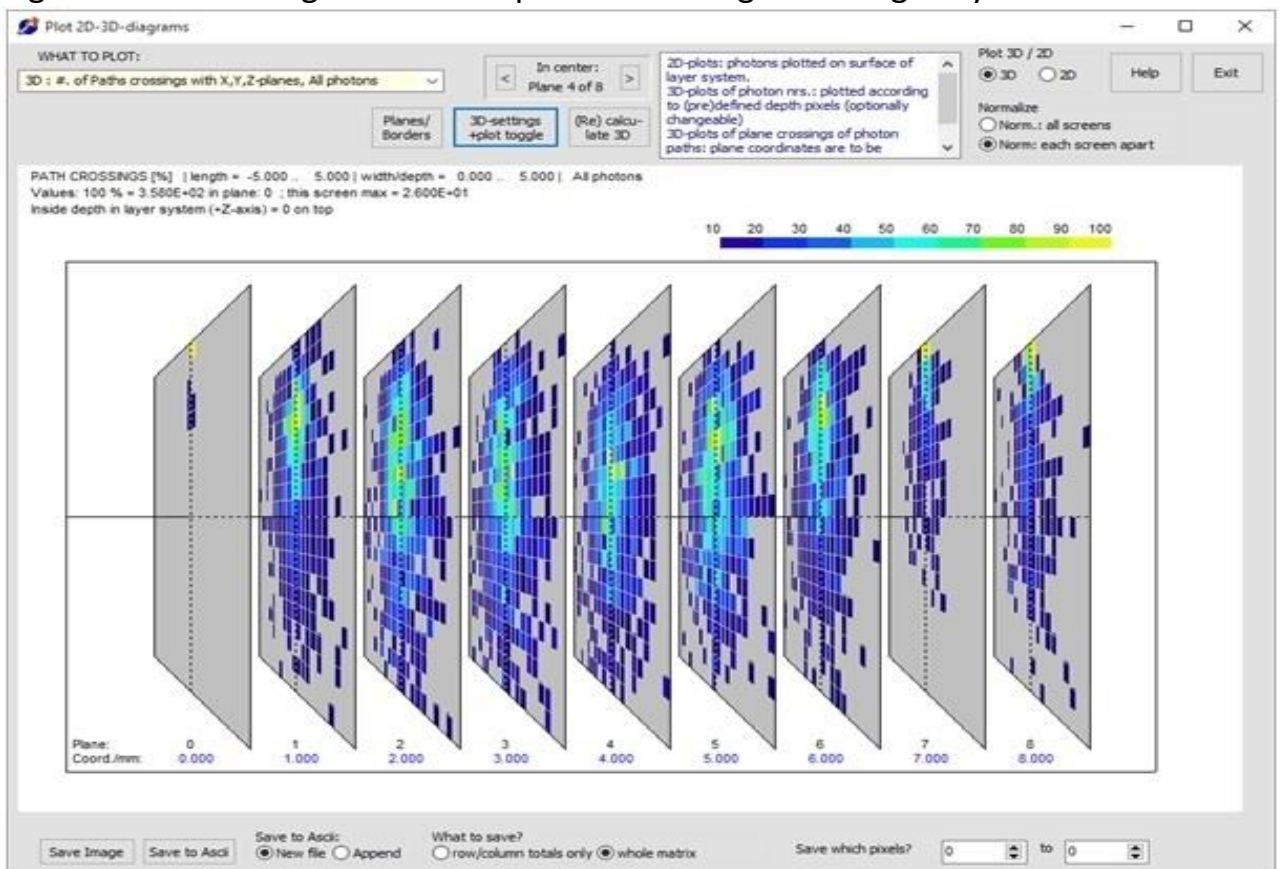 Plot 2D-3D-diagrams
WHAT TO PLOT:
3D : #. of Paths crossings with X,Y,Z-planes, All photons
In center:
< Plane 4 of 8 >
Planes/
Borders
3D-settings
+plot toggle
(Re) calcu-
late 3D
2D-plots: photons plotted on surface of
layer system.
3D-plots of photon nrs.: plotted according
to (pre)defined depth pixels (optionally
changeable)
3D-plots of plane crossings of photon
paths: plane coordinates are to be
Plot 3D / 2D
3D 2D
Normalize
Norm.: all screens
Norm: each screen apart
Help
Exit
PATH CROSSINGS [%] | length = -5.000 .. 5.000 | width/depth = 0.000 .. 5.000 | All photons
Values: 100 % = 3.580E+02 in plane: 0 ; this screen max = 2.600E+01
Inside depth in layer system (+Z-axis) = 0 on top
10 20 30 40 50 60 70 80 90 100
Plane: 0 1 2 3 4 5 6 7 8
Coord./mm: 0.000 1.000 2.000 3.000 4.000 5.000 6.000 7.000 8.000
Save Image
Save to Ascii
Save to Ascii:
New file Append
What to save?
row/column totals only whole matrix
Save which pixels? 0 to 0